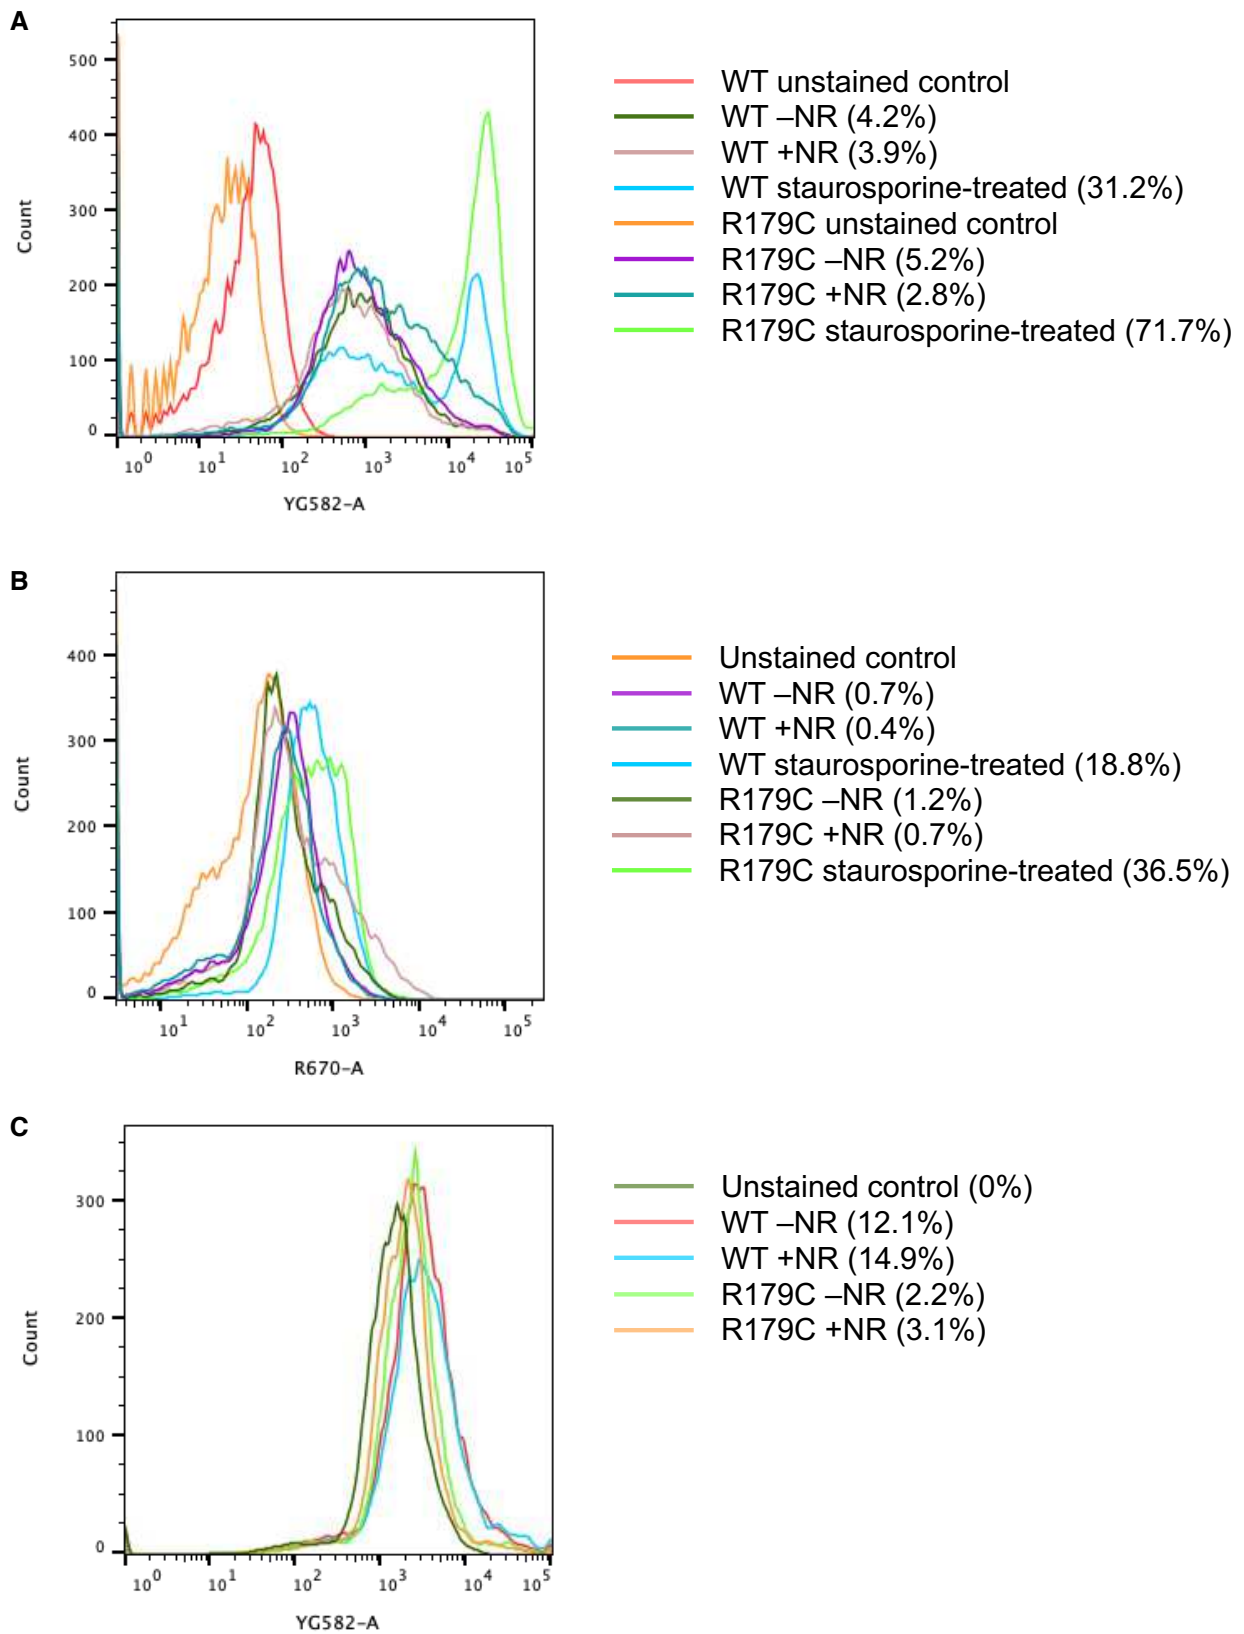 A
500
400
300
200
100
0
Count
10^0 10^1 10^2 10^3 10^4 10^5
YG582-A
WT unstained control
WT –NR (4.2%)
WT +NR (3.9%)
WT staurosporine-treated (31.2%)
R179C unstained control
R179C –NR (5.2%)
R179C +NR (2.8%)
R179C staurosporine-treated (71.7%)
B
400
300
200
100
0
Count
10^1 10^2 10^3 10^4 10^5
R670-A
Unstained control
WT –NR (0.7%)
WT +NR (0.4%)
WT staurosporine-treated (18.8%)
R179C –NR (1.2%)
R179C +NR (0.7%)
R179C staurosporine-treated (36.5%)
C
300
200
100
0
Count
10^0 10^1 10^2 10^3 10^4 10^5
YG582-A
Unstained control (0%)
WT –NR (12.1%)
WT +NR (14.9%)
R179C –NR (2.2%)
R179C +NR (3.1%)